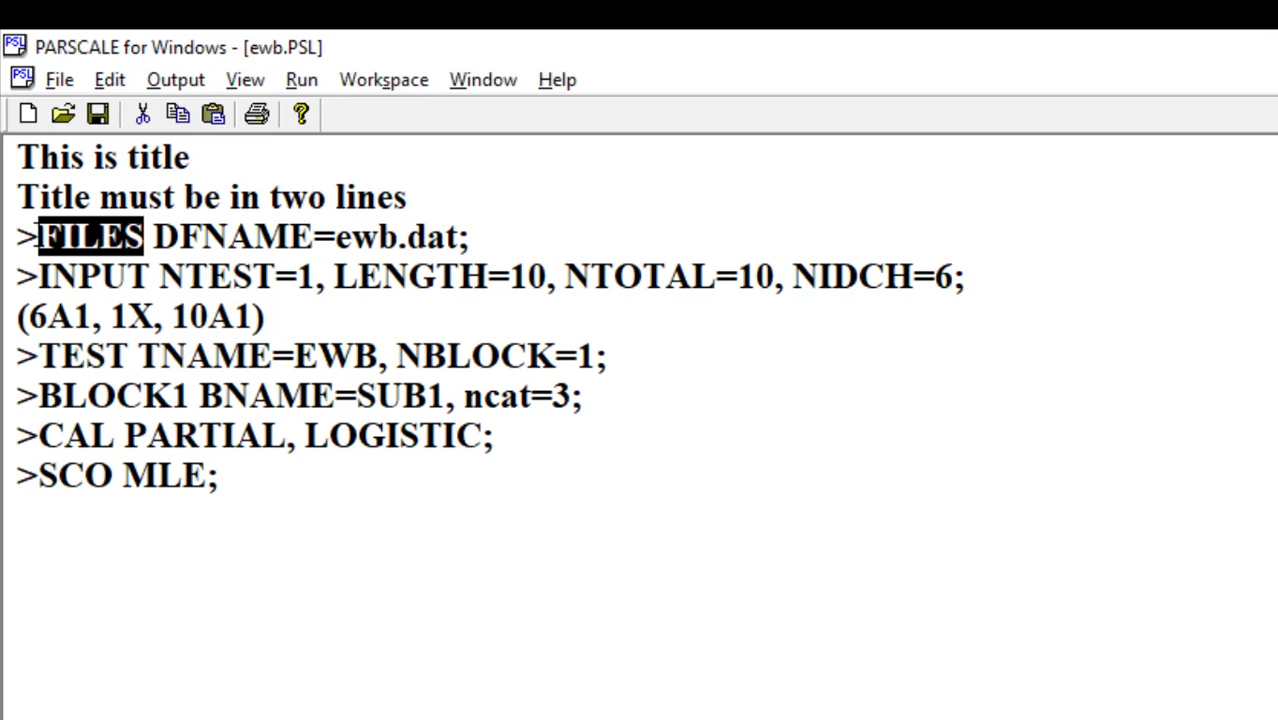 PARSCALE for Windows - [ewb.PSL]
File Edit Output View Run Workspace Window Help
This is title
Title must be in two lines
>FILES DFNAME=ewb.dat;
>INPUT NTEST=1, LENGTH=10, NTOTAL=10, NIDCH=6;
(6A1, 1X, 10A1)
>TEST TNAME=EWB, NBLOCK=1;
>BLOCK1 BNAME=SUB1, ncat=3;
>CAL PARTIAL, LOGISTIC;
>SCO MLE;